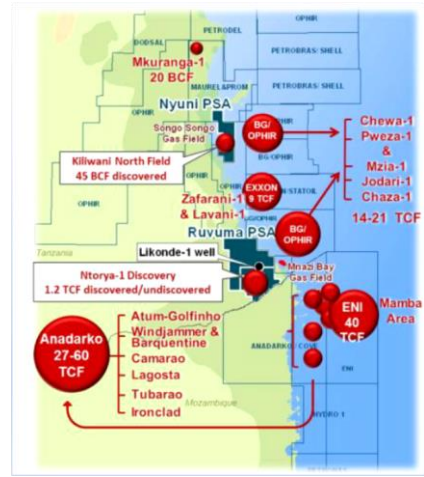 PETRODEL
DODSAL
Mkuranga-1
20 BCF
PETROBRAS/ SHELL
MAUREL&PROM
PETROBRAS/ SHELL
Nyuni PSA
OPHIR
Songo Songo
Gas Field
BG/
OPHIR
Chewa-1
Pweza-1
&
Mzia-1
Jodari-1
Chaza-1
14-21 TCF
OPHIR
BG/OPHIR
Kiliwani North Field
45 BCF discovered
OPHIR
EXXON
9 TCF
N-STATOIL
Zafarani-1
& Lavani-1
BG/OPHIR
BG/
OPHIR
Ruvuma PSA
Tanzania
Likonde-1 well
Mnazi Bay
Gas Field
Ntorya-1 Discovery
1.2 TCF discovered/undiscovered
ENI
40
TCF
Mamba
Area
Anadarko
27-60
TCF
Atum-Golfinho
Windjammer &
Barquentine
Camarao
Lagosta
Tubarao
Ironclad
ANADARKO / COVE
ENI
Mozambique
HYDRO 1